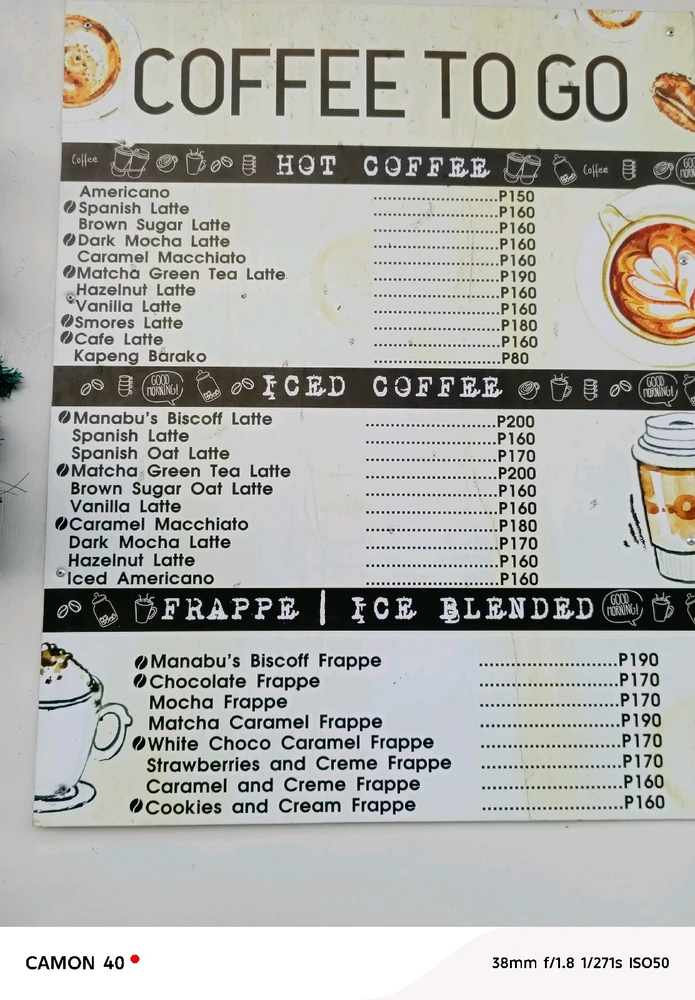 COFFEE TO GO
Coffee HOT COFFEE Coffee GOOD
Americano ..........................P150
Spanish Latte ..........................P160
Brown Sugar Latte ..........................P160
Dark Mocha Latte ..........................P160
Caramel Macchiato ..........................P160
Matcha Green Tea Latte ..........................P190
Hazelnut Latte ..........................P160
Vanilla Latte ..........................P160
Smores Latte ..........................P180
Cafe Latte ..........................P160
Kapeng Barako ..........................P80
GOOD MORNING! ICED COFFEE GOOD MORNING!
Manabu's Biscoff Latte ..........................P200
Spanish Latte ..........................P160
Spanish Oat Latte ..........................P170
Matcha Green Tea Latte ..........................P200
Brown Sugar Oat Latte ..........................P160
Vanilla Latte ..........................P160
Caramel Macchiato ..........................P180
Dark Mocha Latte ..........................P170
Hazelnut Latte ..........................P160
Iced Americano ..........................P160
FRAPPE | ICE BLENDED GOOD MORNING!
Manabu's Biscoff Frappe ..........................P190
Chocolate Frappe ..........................P170
Mocha Frappe ..........................P170
Matcha Caramel Frappe ..........................P190
White Choco Caramel Frappe ..........................P170
Strawberries and Creme Frappe ..........................P170
Caramel and Creme Frappe ..........................P160
Cookies and Cream Frappe ..........................P160
CAMON 40 38mm f/1.8 1/271s ISO50